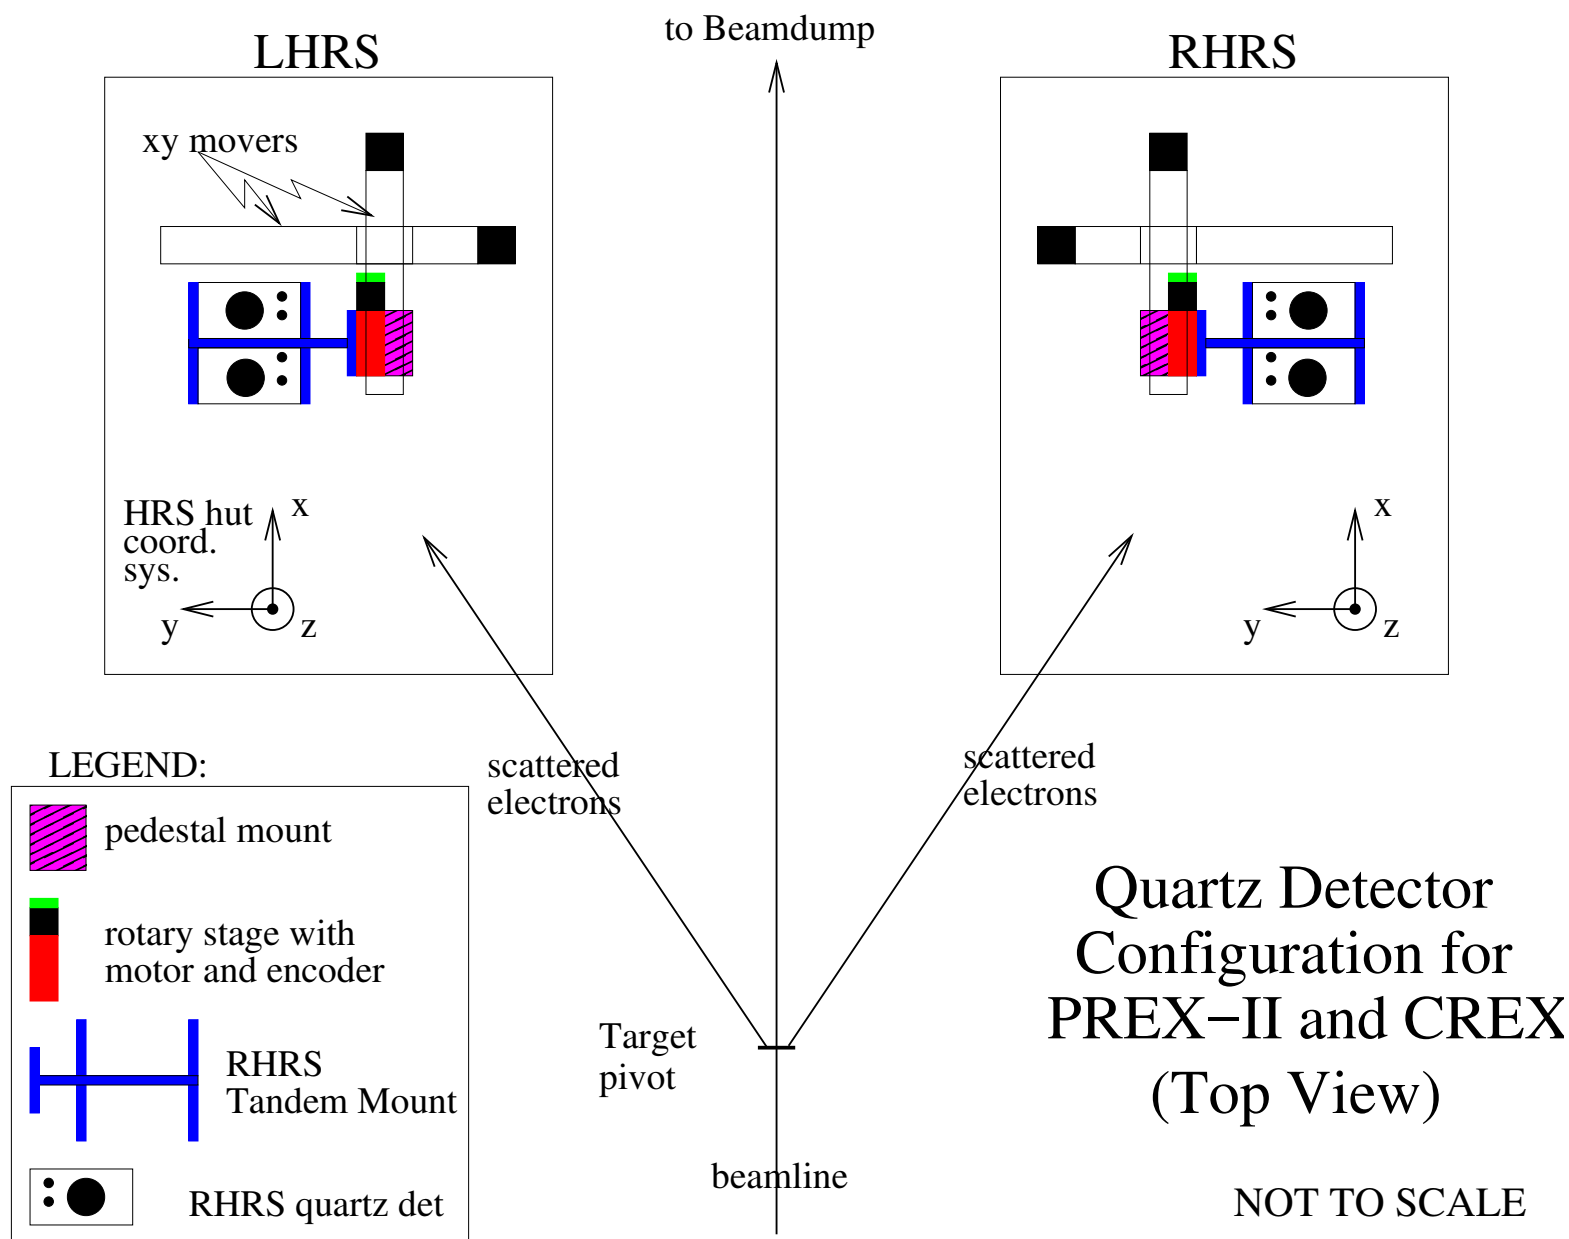 to Beamdump
LHRS
RHRS
xy movers
HRS hut
coord.
sys.
x
y
z
x
y
z
scattered
electrons
scattered
electrons
LEGEND:
pedestal mount
rotary stage with
motor and encoder
RHRS
Tandem Mount
RHRS quartz det
Target
pivot
beamline
Quartz Detector
Configuration for
PREX−II and CREX
(Top View)
NOT TO SCALE